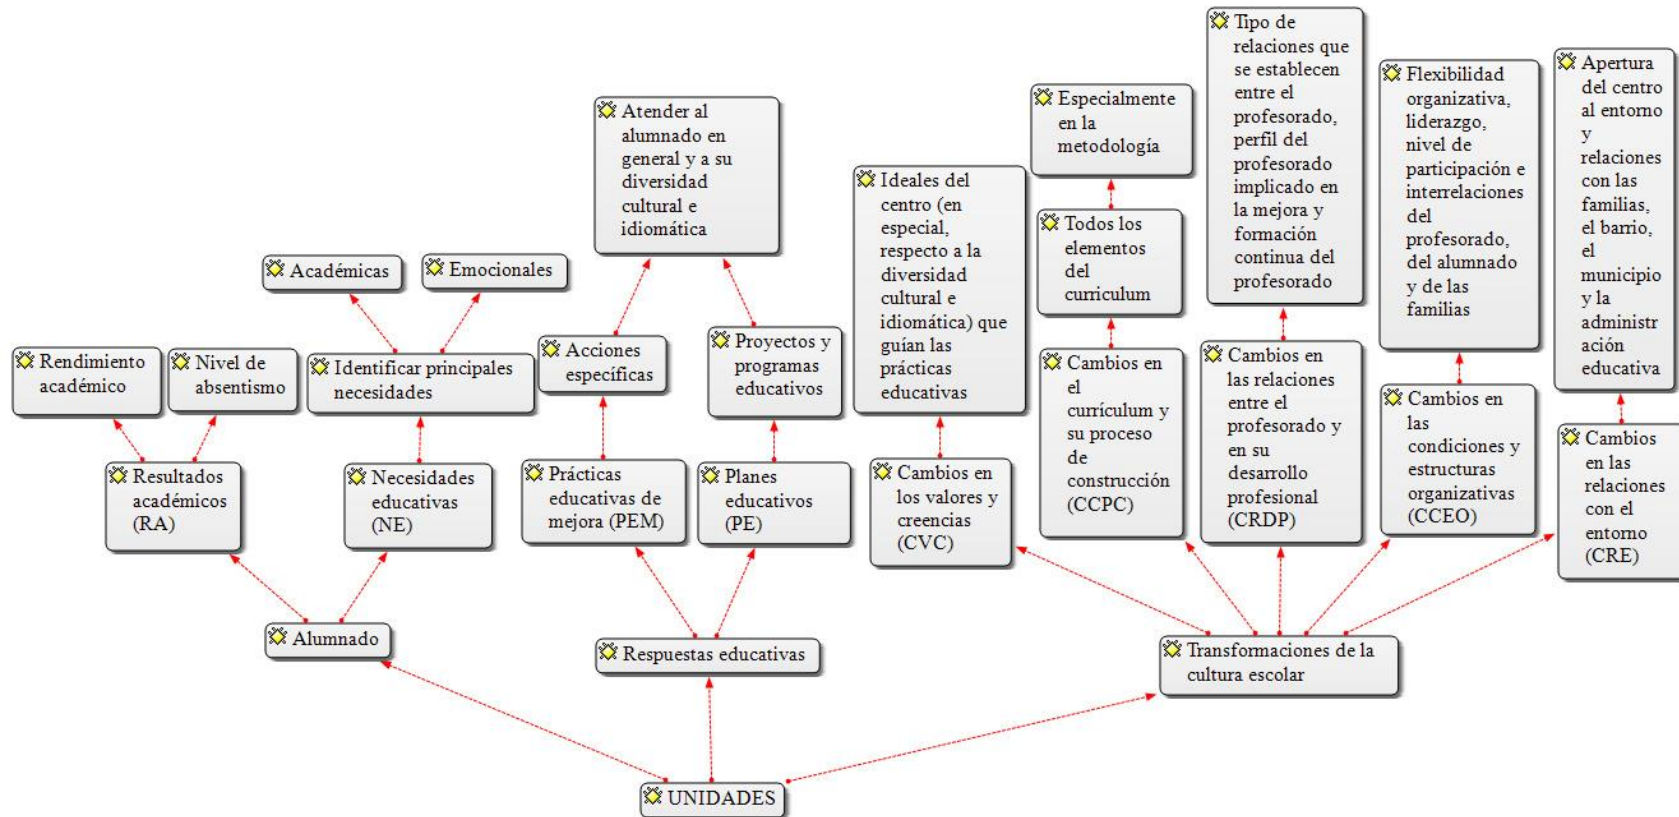 Tipo de
relaciones que
se establecen
entre el
profesorado,
perfil del
profesorado
implicado en
la mejora y
formación
continua del
profesorado
Apertura
del centro
al entorno
y
relaciones
con las
familias,
el barrio,
el
municipio
y la
administr
ación
educativa
Flexibilidad
organizativa,
liderazgo,
nivel de
participación e
interrelaciones
del
profesorado,
del alumnado
y de las
familias
Especialmente
en la
metodología
Atender al
alumnado en
general y a su
diversidad
cultural e
idiomática
Ideales del
centro (en
especial,
respecto a la
diversidad
cultural e
idiomática) que
guían las
prácticas
educativas
Todos los
elementos
del
curriculum
Académicas
Emocionales
Rendimiento
académico
Nivel de
absentismo
Identificar principales
necesidades
Acciones
específicas
Proyectos y
programas
educativos
Cambios en
el
currículum y
su proceso
de
construcción
(CCPC)
Cambios en
las relaciones
entre el
profesorado y
en su
desarrollo
profesional
(CRDP)
Cambios en
las
condiciones y
estructuras
organizativas
(CCEO)
Cambios
en las
relaciones
con el
entorno
(CRE)
Resultados
académicos
(RA)
Necesidades
educativas
(NE)
Prácticas
educativas de
mejora (PEM)
Planes
educativos
(PE)
Cambios en
los valores y
creencias
(CVC)
Alumnado
Respuestas educativas
Transformaciones de la
cultura escolar
UNIDADES